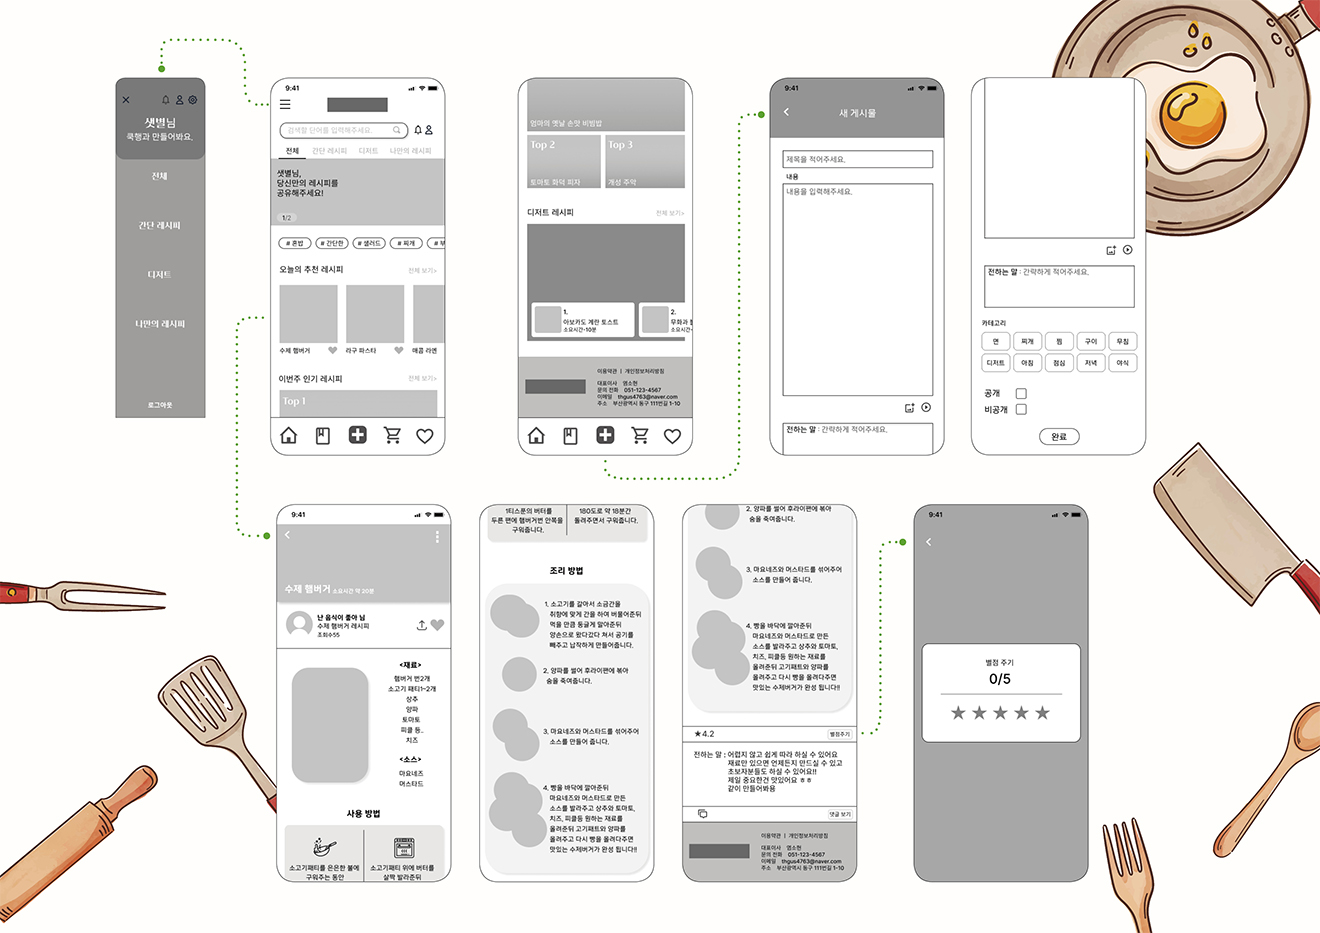 샛별님
쿡행과 만들어봐요.
전체
간단 레시피
디저트
나만의 레시피
로그아웃
9:41
검색할 단어를 입력해주세요.
전체 간단 레시피 디저트 나만의 레시피
샛별님,
당신만의 레시피를
공유해주세요!
1/2
# 혼밥 # 간단한 # 샐러드 # 찌개 # 부
오늘의 추천 레시피 전체 보기>
수제 햄버거 라구 파스타 매콤 라멘
이번주 인기 레시피 전체 보기>
Top 1
엄마의 옛날 손맛 비빔밥
Top 2 Top 3
토마토 화덕 피자 개성 주악
디저트 레시피 전체 보기>
1.
아보카도 계란 토스트
소요시간-10분
2.
무화과
소요시간-
이용약관 | 개인정보처리방침
대표이사 염소현
문의 전화 051-123-4567
이메일 thgus4763@naver.com
주소 부산광역시 동구 111번길 1-10
9:41
새 게시물
제목을 적어주세요.
내용
내용을 입력해주세요.
전하는 말 : 간략하게 적어주세요.
전하는 말 : 간략하게 적어주세요.
카테고리
면 찌개 찜 구이 무침
디저트 아침 점심 저녁 야식
공개
비공개
완료
9:41
수제 햄버거 소요시간 약 20분
난 음식이 좋아 님
수제 햄버거 레시피
조회수55
<재료>
햄버거 번2개
소고기 패티1~2개
상추
양파
토마토
피클 등..
치즈
<소스>
마요네즈
머스타드
사용 방법
소고기패티를 은은한 불에
구워주는 동안
소고기패티 위에 버터를
살짝 발라준뒤
1티스푼의 버터를
두른 팬에 햄버거번 안쪽을
구워줍니다.
180도로 약 18분간
돌려주면서 구워줍니다.
조리 방법
1. 소고기를 갈아서 소금간을
취향에 맞게 간을 하여 버물어준뒤
먹을 만큼 둥글게 말아준뒤
양손으로 왔다갔다 쳐서 공기를
빼주고 납작하게 만들어줍니다.
2. 양파를 썰어 후라이팬에 볶아
숨을 죽여줍니다.
3. 마요네즈와 머스타드를 섞어주어
소스를 만들어 줍니다.
4. 빵을 바닥에 깔아준뒤
마요네즈와 머스타드로 만든
소스를 발라주고 상추와 토마토,
치즈, 피클등 원하는 재료를
올려준뒤 고기패트와 양파를
올려주고 다시 빵을 올려다주면
맛있는 수제버거가 완성 됩니다!!
2. 양파를 썰어 후라이팬에 볶아
숨을 죽여줍니다.
3. 마요네즈와 머스타드를 섞어주어
소스를 만들어 줍니다.
4. 빵을 바닥에 깔아준뒤
마요네즈와 머스타드로 만든
소스를 발라주고 상추와 토마토,
치즈, 피클등 원하는 재료를
올려준뒤 고기패트와 양파를
올려주고 다시 빵을 올려다주면
맛있는 수제버거가 완성 됩니다!!
★4.2 별점주기
전하는 말 : 어렵지 않고 쉽게 따라 하실 수 있어요
재료만 있으면 언제든지 만드실 수 있고
초보자분들도 하실 수 있어요!!
제일 중요한건 맛있어요 ㅎㅎ
같이 만들어봐용
댓글 보기
이용약관 | 개인정보처리방침
대표이사 염소현
문의 전화 051-123-4567
이메일 thgus4763@naver.com
주소 부산광역시 동구 111번길 1-10
9:41
별점 주기
0/5